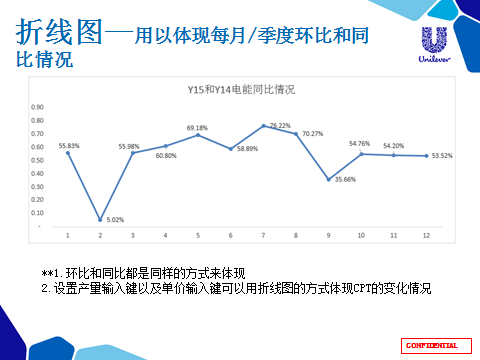 折线图—用以体现每月/季度环比和同
比情况
Unilever
Y15和Y14电能同比情况
0.90
0.80
0.70
0.60
0.50
0.40
0.30
0.20
0.10
-
55.83%
5.02%
55.98%
60.80%
69.18%
58.89%
76.22%
70.27%
35.66%
54.76%
54.20%
53.52%
1 2 3 4 5 6 7 8 9 10 11 12
**1.环比和同比都是同样的方式来体现
2.设置产量输入键以及单价输入键可以用折线图的方式体现CPT的变化情况
CONFIDENTIAL